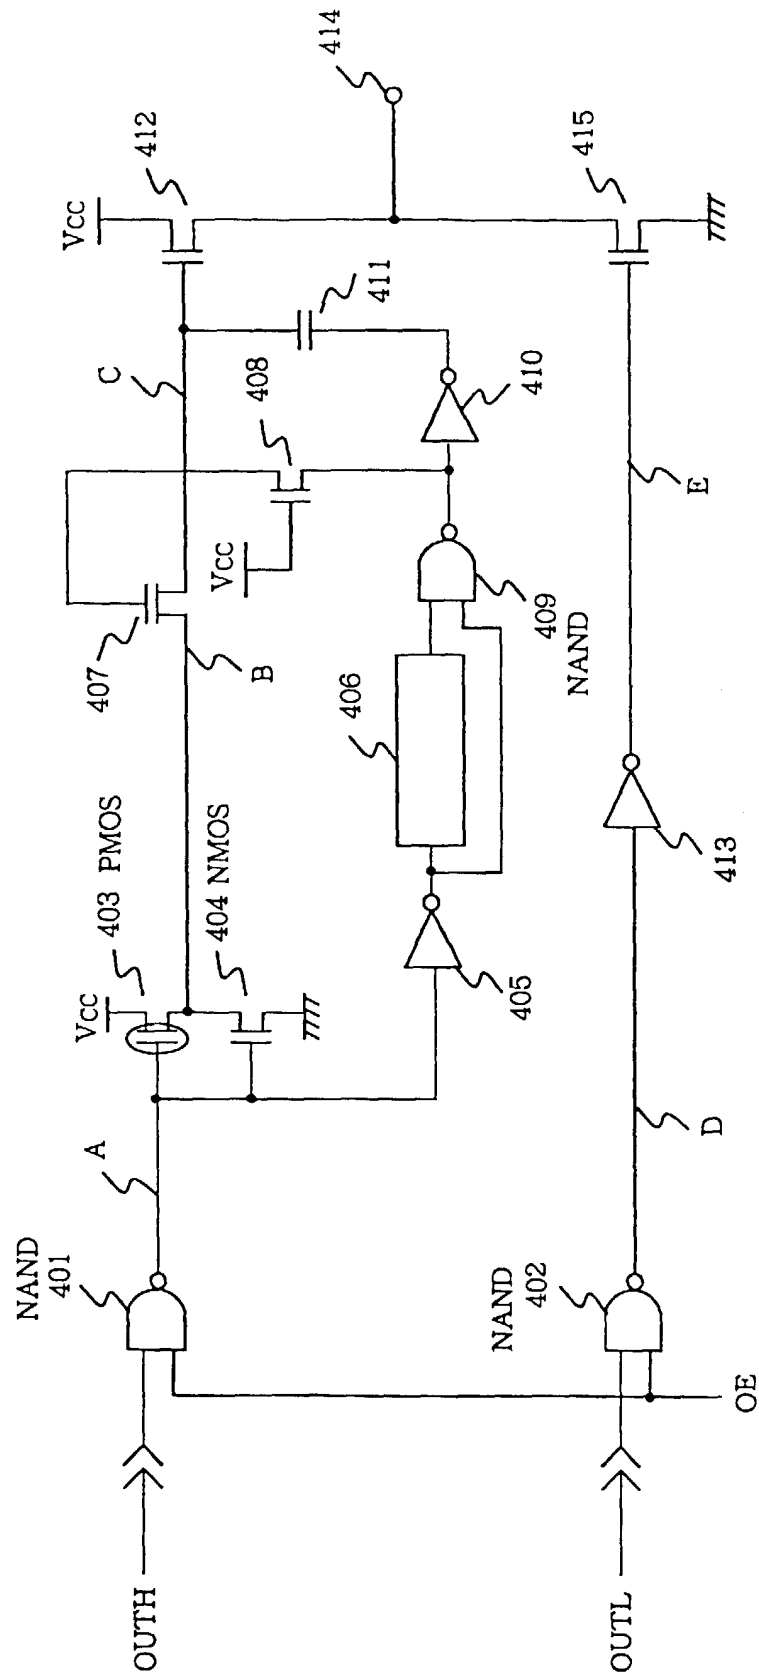 OUTH
OUTL
OE
NAND
401
NAND
402
A
D
Vcc
403 PMOS
404 NMOS
405
406
B
407
Vcc
408
409
NAND
410
411
C
Vcc
412
413
E
414
415